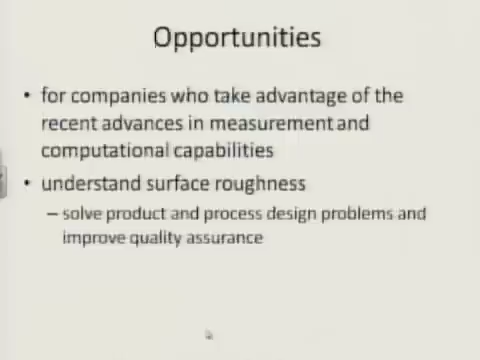 Opportunities
• for companies who take advantage of the
recent advances in measurement and
computational capabilities
• understand surface roughness
– solve product and process design problems and
improve quality assurance